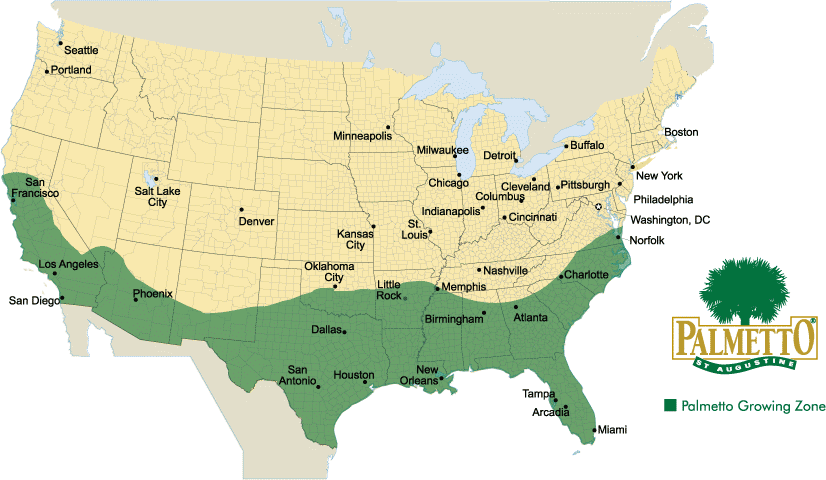 Seattle
Portland
Minneapolis
Milwaukee
Detroit
Buffalo
Boston
San
Francisco
Salt Lake
City
Denver
Chicago
Cleveland
Columbus
Pittsburgh
New York
Philadelphia
Washington, DC
Norfolk
Kansas
City
St.
Louis
Indianapolis
Cincinnati
Los Angeles
San Diego
Phoenix
Oklahoma
City
Little
Rock
Memphis
Nashville
Charlotte
Dallas
Birmingham
Atlanta
San
Antonio
Houston
New
Orleans
Tampa
Arcadia
Miami
PALMETTO®
ST AUGUSTINE
Palmetto Growing Zone